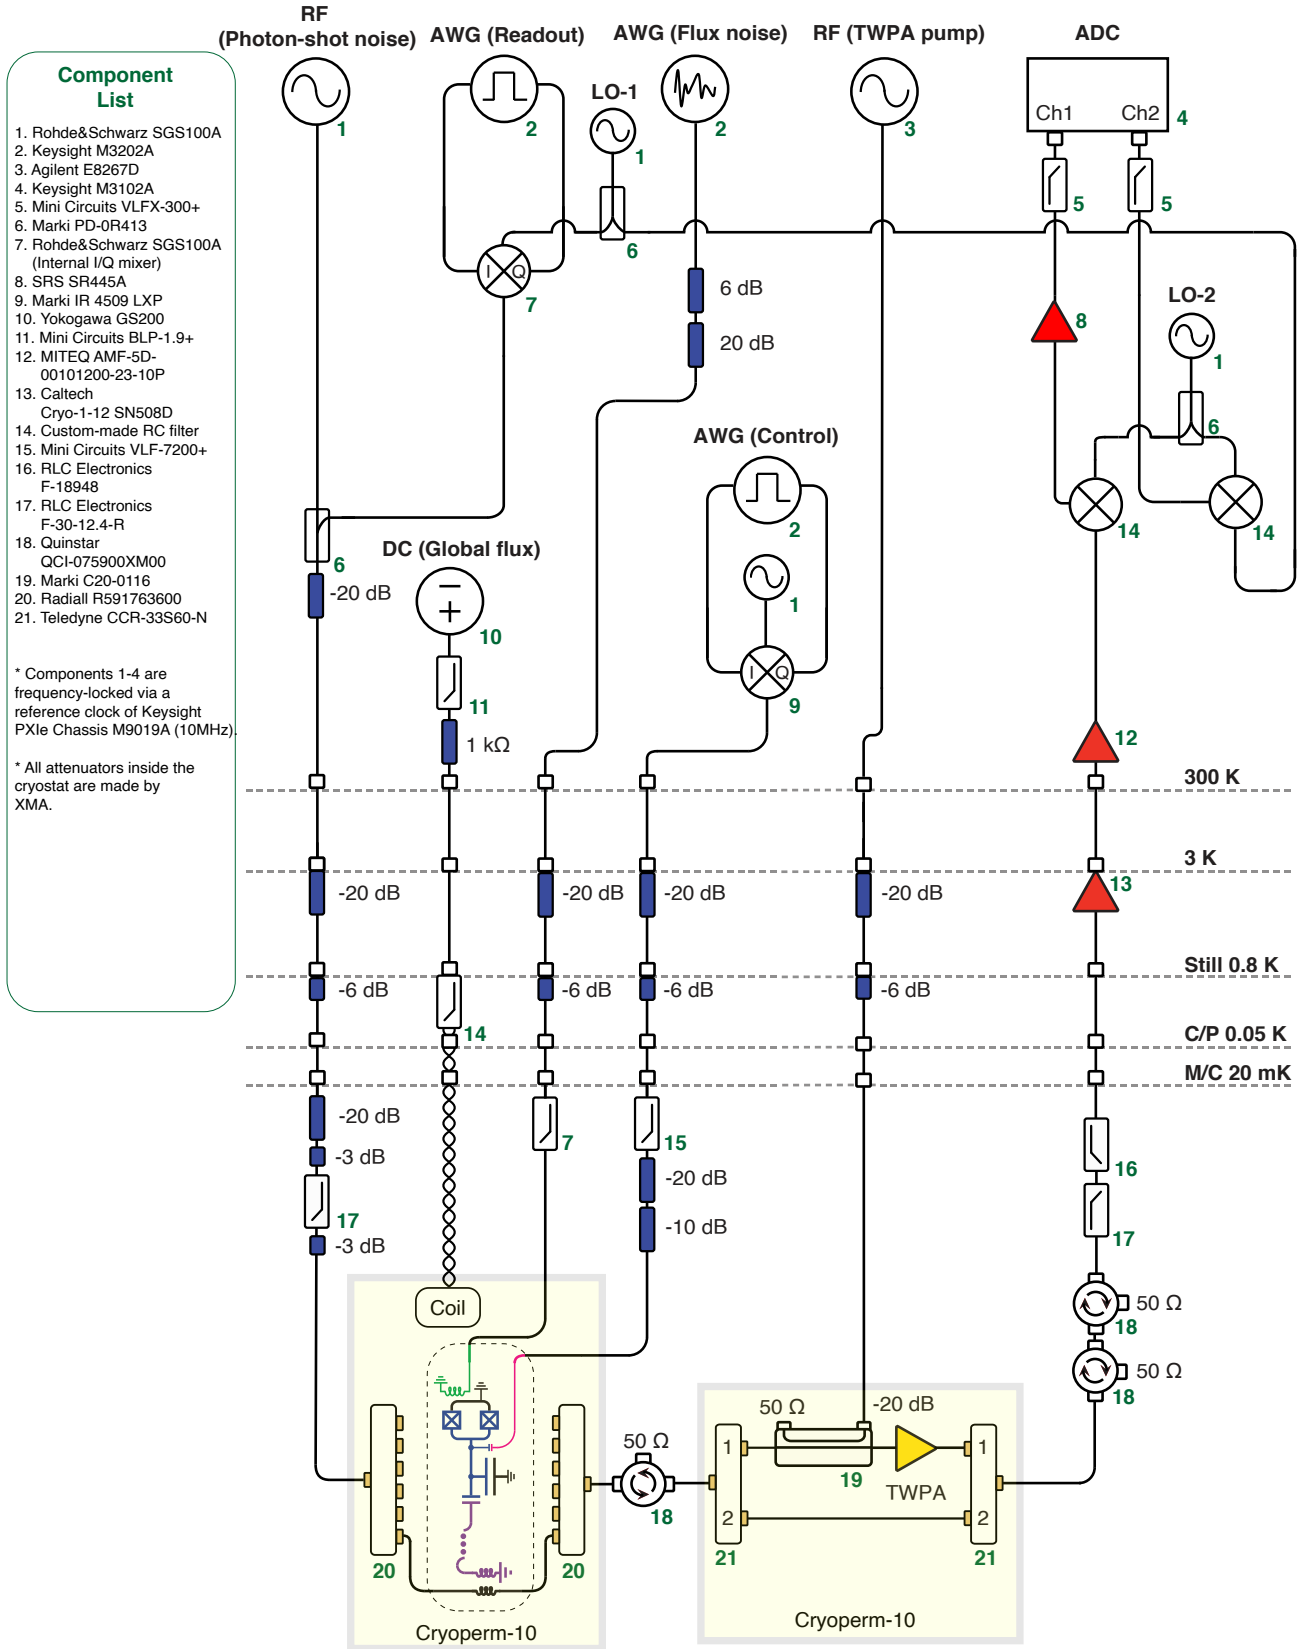 RF
(Photon-shot noise)
AWG (Readout)
AWG (Flux noise)
RF (TWPA pump)
ADC
Component
List
1. Rohde&Schwarz SGS100A
2. Keysight M3202A
3. Agilent E8267D
4. Keysight M3102A
5. Mini Circuits VLFX-300+
6. Marki PD-0R413
7. Rohde&Schwarz SGS100A
(Internal I/Q mixer)
8. SRS SR445A
9. Marki IR 4509 LXP
10. Yokogawa GS200
11. Mini Circuits BLP-1.9+
12. MITEQ AMF-5D-
00101200-23-10P
13. Caltech
Cryo-1-12 SN508D
14. Custom-made RC filter
15. Mini Circuits VLF-7200+
16. RLC Electronics
F-18948
17. RLC Electronics
F-30-12.4-R
18. Quinstar
QCI-075900XM00
19. Marki C20-0116
20. Radiall R591763600
21. Teledyne CCR-33S60-N
* Components 1-4 are
frequency-locked via a
reference clock of Keysight
PXIe Chassis M9019A (10MHz).
* All attenuators inside the
cryostat are made by
XMA.
1
2
LO-1
1
2
3
Ch1
Ch2
4
5
5
6
I
Q
7
6 dB
20 dB
8
LO-2
1
6
AWG (Control)
2
14
14
1
I
Q
9
6
-20 dB
DC (Global flux)
10
11
1 kΩ
12
300 K
3 K
13
-20 dB
-20 dB
-20 dB
-20 dB
Still 0.8 K
-6 dB
-6 dB
-6 dB
-6 dB
14
C/P 0.05 K
M/C 20 mK
-20 dB
-3 dB
17
-3 dB
7
15
-20 dB
-10 dB
16
17
50 Ω
18
50 Ω
18
Coil
50 Ω
18
50 Ω
-20 dB
1
19
TWPA
1
2
2
21
21
20
20
Cryoperm-10
Cryoperm-10